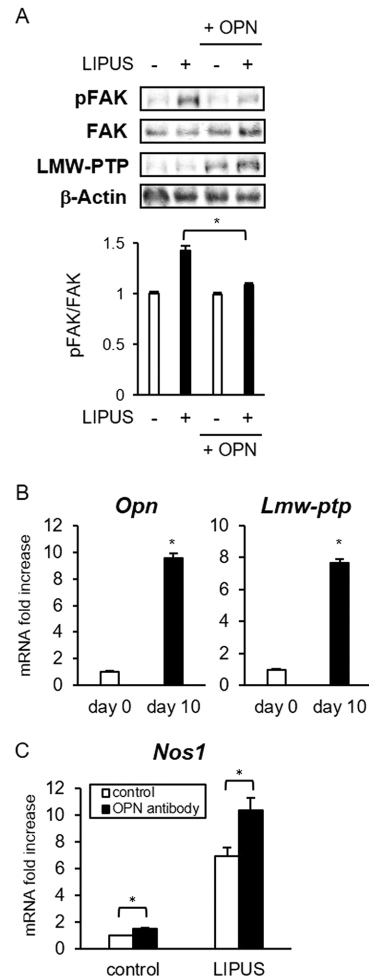 A
+ OPN
LIPUS - + - +
pFAK
FAK
LMW-PTP
β-Actin
*
1.5
1
0.5
0
pFAK/FAK
LIPUS - + - +
+ OPN
B
Opn Lmw-ptp
12 10
10 8
8 6
6 4
4 2
2 0
0
mRNA fold increase
* *
day 0 day 10 day 0 day 10
C
Nos1
12
10
8
6
4
2
0
mRNA fold increase
control
OPN antibody
* *
control LIPUS